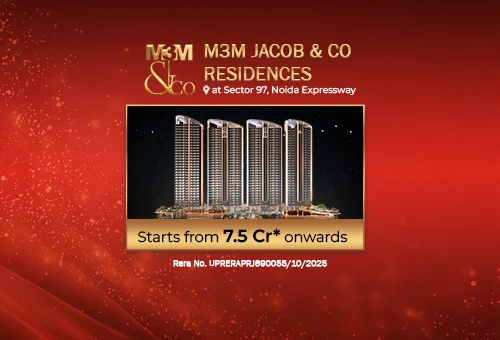 M3M
&CO
M3M JACOB & CO
RESIDENCES
at Sector 97, Noida Expressway
Starts from 7.5 Cr* onwards
Rera No. UPRERAPRJ690055/10/2025